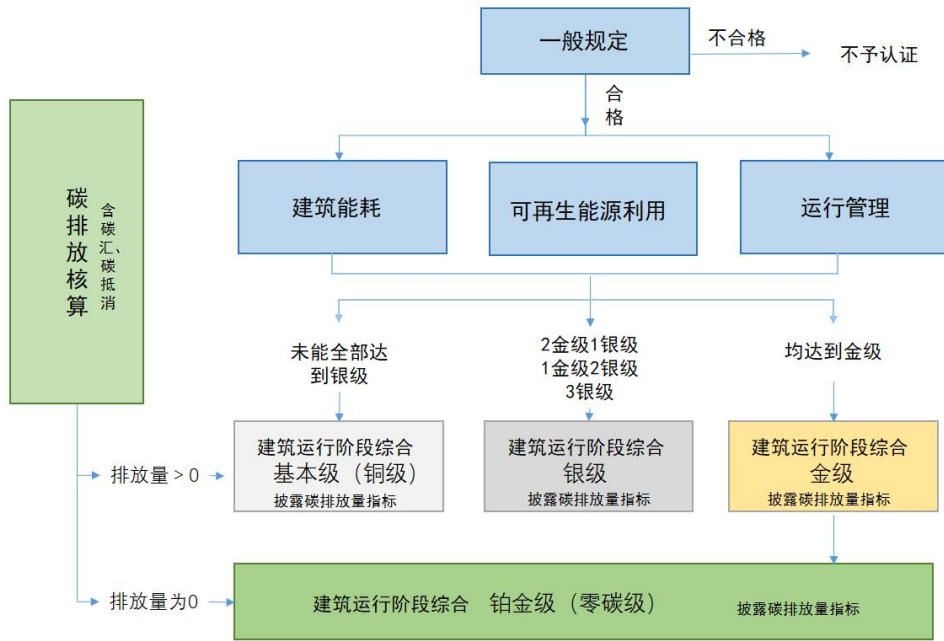 一般规定
不合格
不予认证
合
格
碳排放核算
含碳汇、碳抵消
建筑能耗
可再生能源利用
运行管理
未能全部达
到银级
2金级1银级
1金级2银级
3银级
均达到金级
排放量>0
建筑运行阶段综合
基本级（铜级）
披露碳排放量指标
建筑运行阶段综合
银级
披露碳排放量指标
建筑运行阶段综合
金级
披露碳排放量指标
排放量为0
建筑运行阶段综合 铂金级（零碳级） 披露碳排放量指标